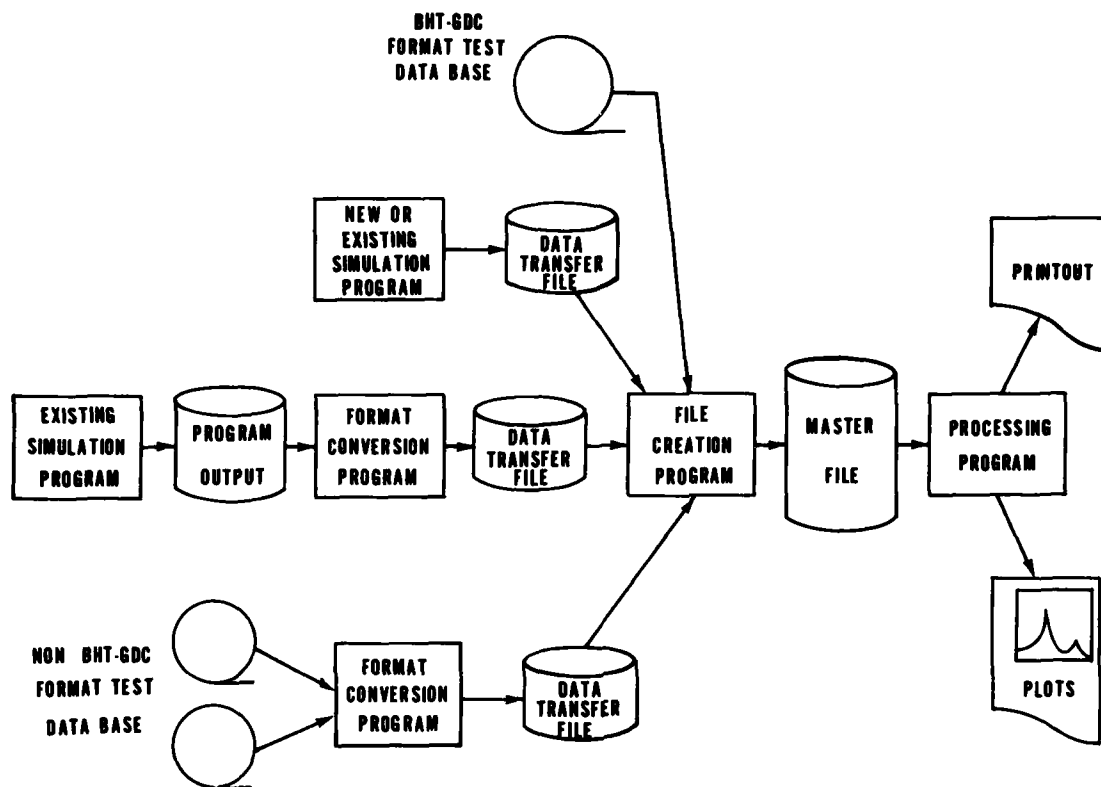 BHT-GDC
FORMAT TEST
DATA BASE
NEW OR
EXISTING
SIMULATION
PROGRAM
DATA
TRANSFER
FILE
PRINTOUT
EXISTING
SIMULATION
PROGRAM
PROGRAM
OUTPUT
FORMAT
CONVERSION
PROGRAM
DATA
TRANSFER
FILE
FILE
CREATION
PROGRAM
MASTER
FILE
PROCESSING
PROGRAM
NON BHT-GDC
FORMAT TEST
DATA BASE
FORMAT
CONVERSION
PROGRAM
DATA
TRANSFER
FILE
PLOTS